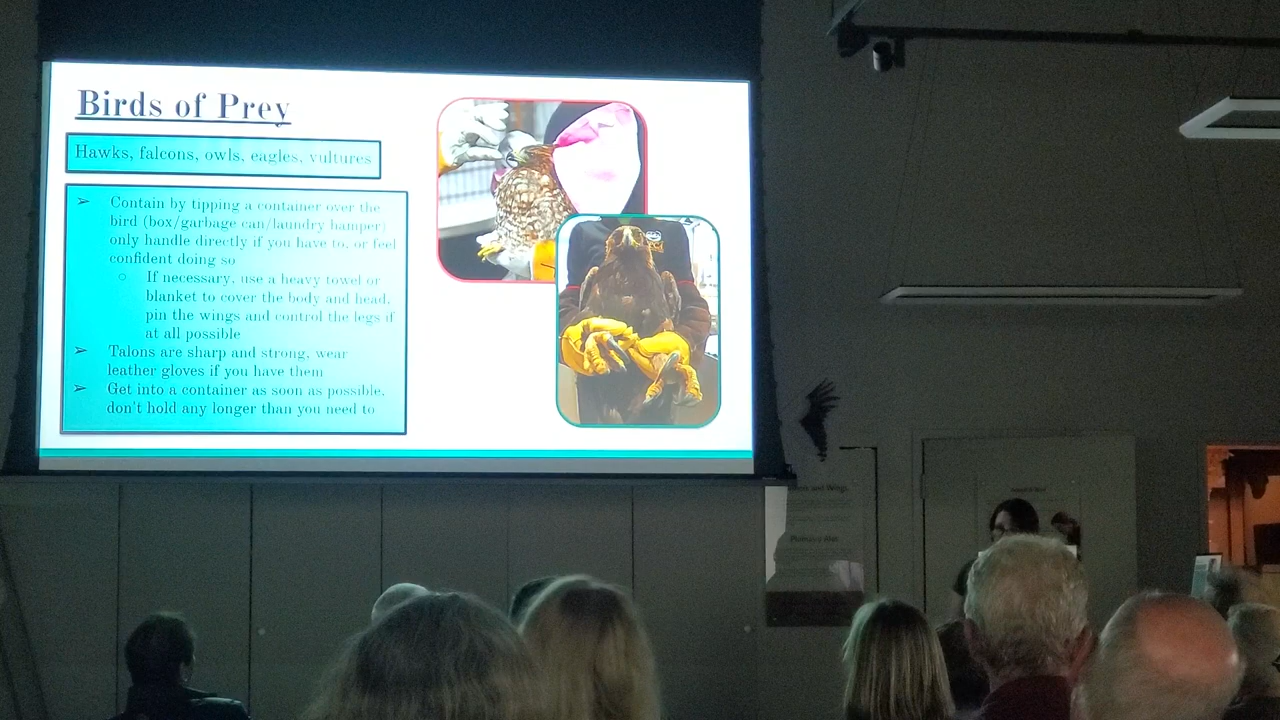 Birds of Prey
Hawks, falcons, owls, eagles, vultures
➢ Contain by tipping a container over the
bird (box/garbage can/laundry hamper)
only handle directly if you have to, or feel
confident doing so
○ If necessary, use a heavy towel or
blanket to cover the body and head,
pin the wings and control the legs if
at all possible
➢ Talons are sharp and strong, wear
leather gloves if you have them
➢ Get into a container as soon as possible,
don't hold any longer than you need to
and Wings